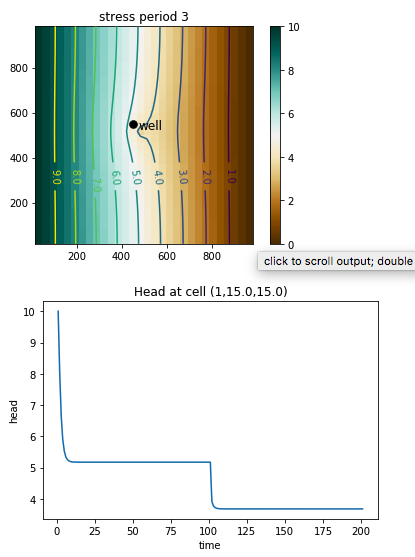 stress period 3
10
8
6
4
2
0
800
600
400
200
200 400 600 800
well
9.0 8.0 7.0 6.0 5.0 4.0 3.0 2.0 1.0
click to scroll output; double
Head at cell (1,15.0,15.0)
10
9
8
7
6
5
4
head
0 25 50 75 100 125 150 175 200
time